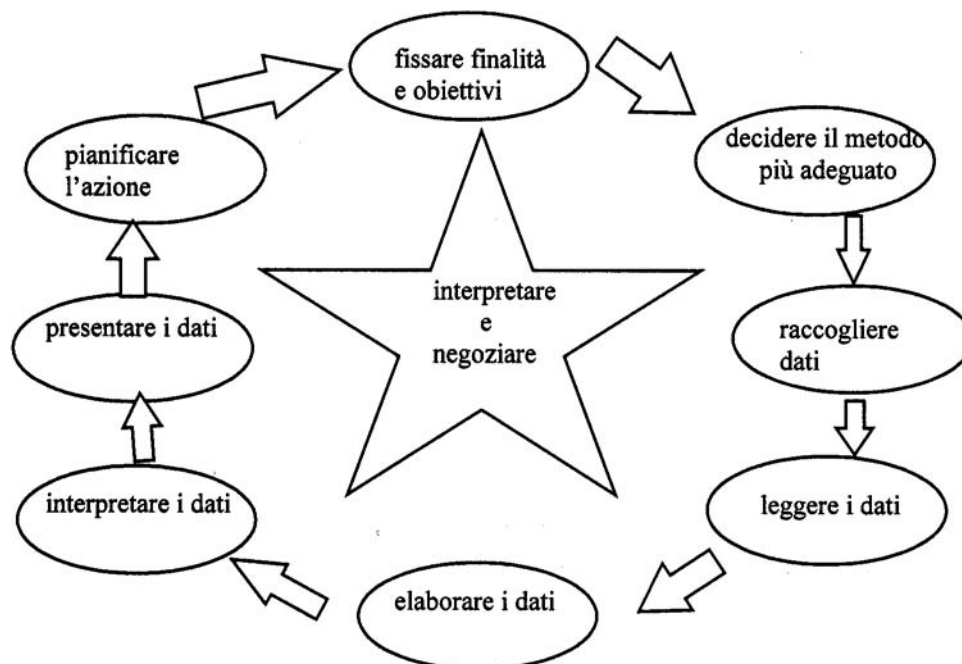 fissare finalità
e obiettivi
decidere il metodo
più adeguato
raccogliere
dati
leggere i dati
elaborare i dati
interpretare i dati
presentare i dati
pianificare
l'azione
interpretare
e
negoziare